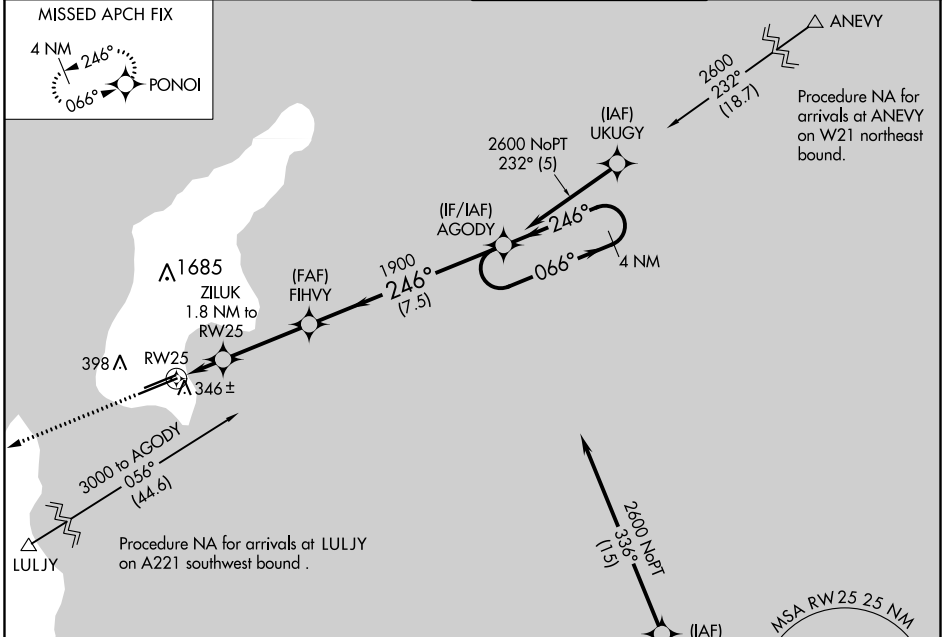 MISSED APCH FIX
4 NM
246°
066°
PONOI
ANEVY
2600
232°
(18.7)
Procedure NA for
arrivals at ANEVY
on W21 northeast
bound.
(IAF)
UKUGY
2600 NoPT
232° (5)
(IF/IAF)
AGODY
246°
066°
4 NM
1900
246°
(7.5)
(FAF)
FIHVY
1685
ZILUK
1.8 NM to
RW25
398
RW25
346±
3000 to AGODY
056°
(44.6)
LULJY
Procedure NA for arrivals at LULJY
on A221 southwest bound .
2600 NoPT
336°
(15)
(IAF)
MSA RW25 25 NM